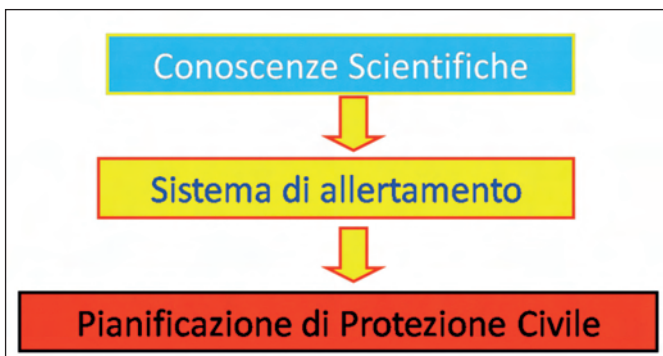 Conoscenze Scientifiche
Sistema di allertamento
Pianificazione di Protezione Civile